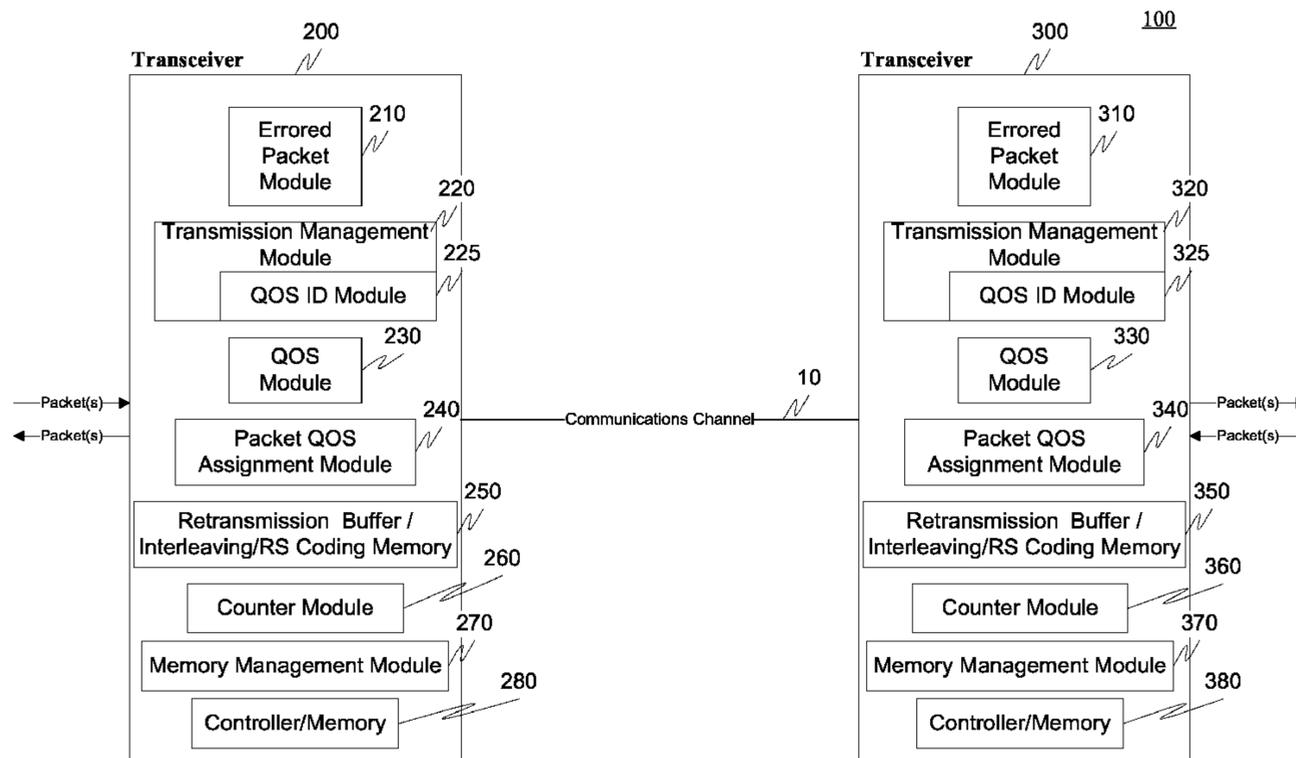 100
200
Transceiver
210
Errored
Packet
Module
220
Transmission Management
Module
225
QOS ID Module
230
QOS
Module
Packet(s)
Packet(s)
240
Packet QOS
Assignment Module
250
Retransmission Buffer /
Interleaving/RS Coding Memory
260
Counter Module
270
Memory Management Module
280
Controller/Memory
10
Communications Channel
300
Transceiver
310
Errored
Packet
Module
320
Transmission Management
Module
325
QOS ID Module
330
QOS
Module
Packet(s)
Packet(s)
340
Packet QOS
Assignment Module
350
Retransmission Buffer /
Interleaving/RS Coding Memory
360
Counter Module
370
Memory Management Module
380
Controller/Memory